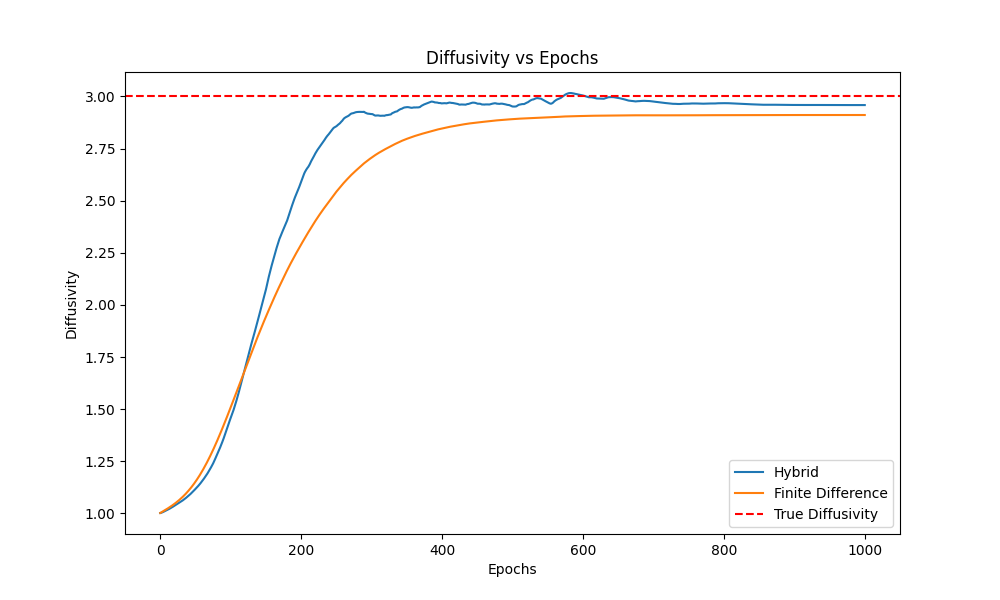 Diffusivity vs Epochs
Diffusivity
3.00
2.75
2.50
2.25
2.00
1.75
1.50
1.25
1.00
0 200 400 600 800 1000
Epochs
Hybrid
Finite Difference
True Diffusivity